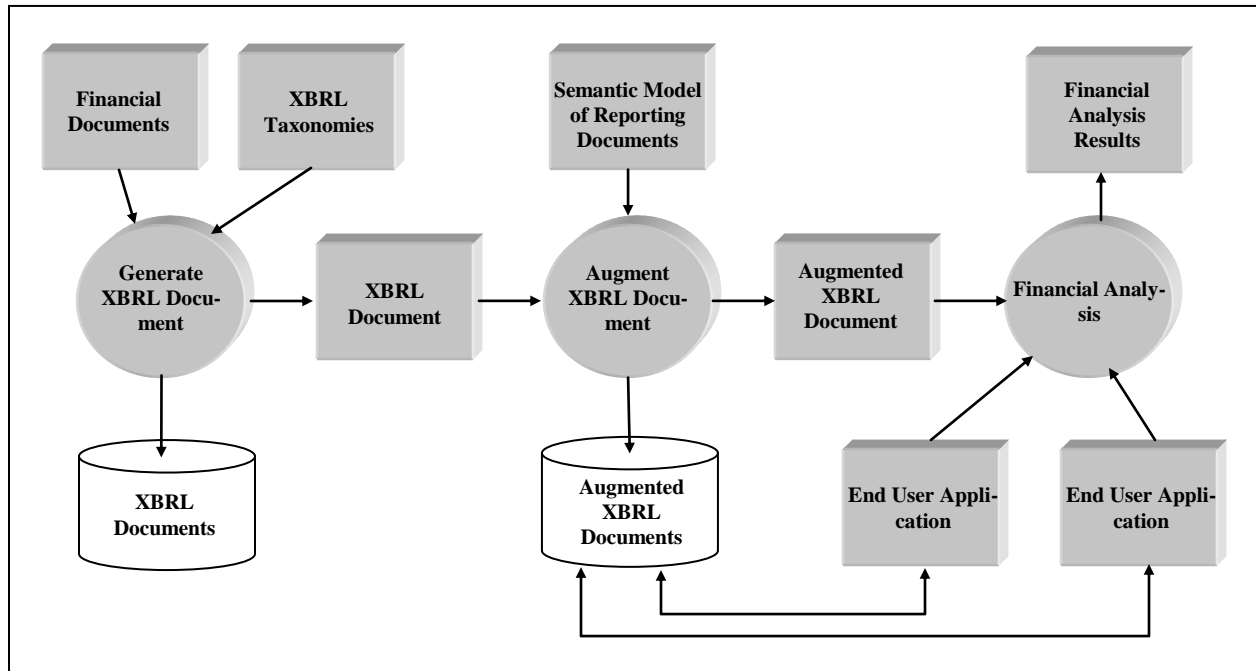 Financial
Documents
XBRL
Taxonomies
Semantic Model
of Reporting
Documents
Financial
Analysis
Results
Generate
XBRL Docu-
ment
XBRL
Document
Augment
XBRL Docu-
ment
Augmented
XBRL
Document
Financial Analy-
sis
XBRL
Documents
Augmented
XBRL
Documents
End User Appli-
cation
End User Appli-
cation